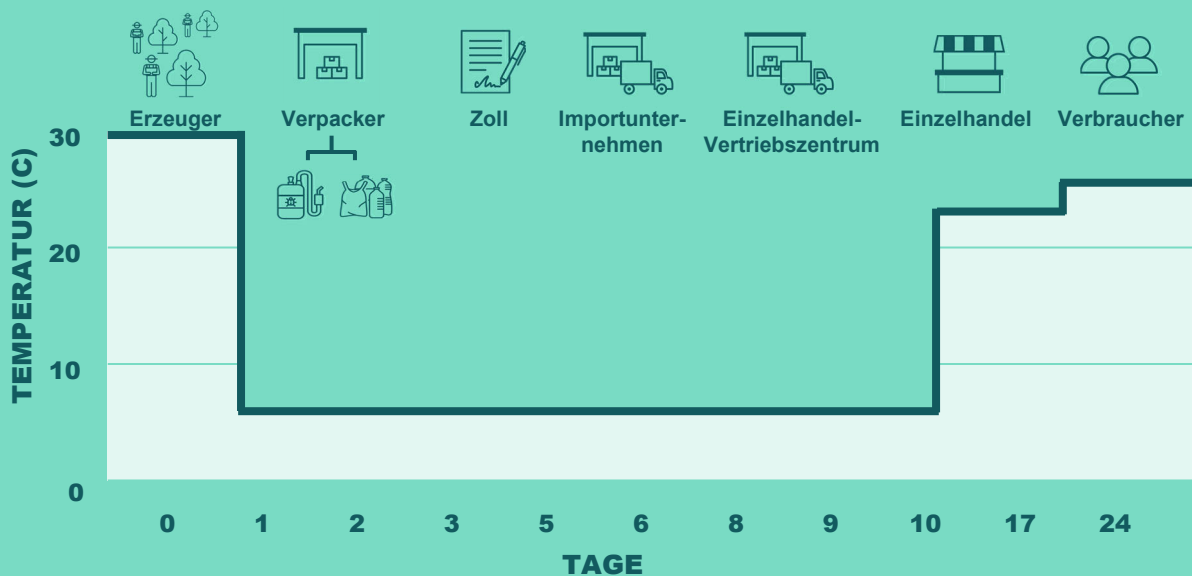 Erzeuger
Verpacker
Zoll
Importunter-
nehmen
Einzelhandel-
Vertriebszentrum
Einzelhandel
Verbraucher
TEMPERATUR (C)
30
20
10
0
0 1 2 3 5 6 8 9 10 17 24
TAGE